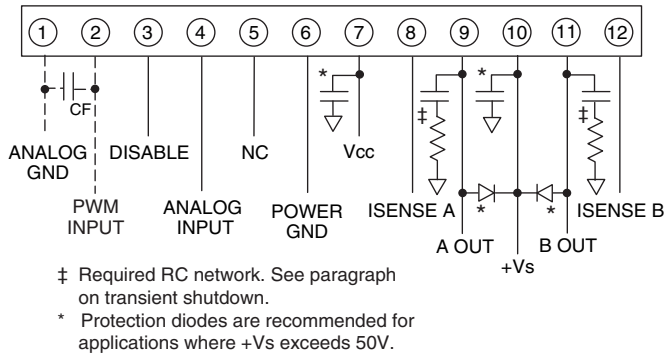 1 2 3 4 5 6 7 8 9 10 11 12
* * 
‡ ‡
CF
ANALOG GND
DISABLE
NC
Vcc
PWM INPUT
ANALOG INPUT
POWER GND
ISENSE A
* *
ISENSE B
A OUT
B OUT
+Vs
‡ Required RC network. See paragraph
on transient shutdown.
* Protection diodes are recommended for
applications where +Vs exceeds 50V.